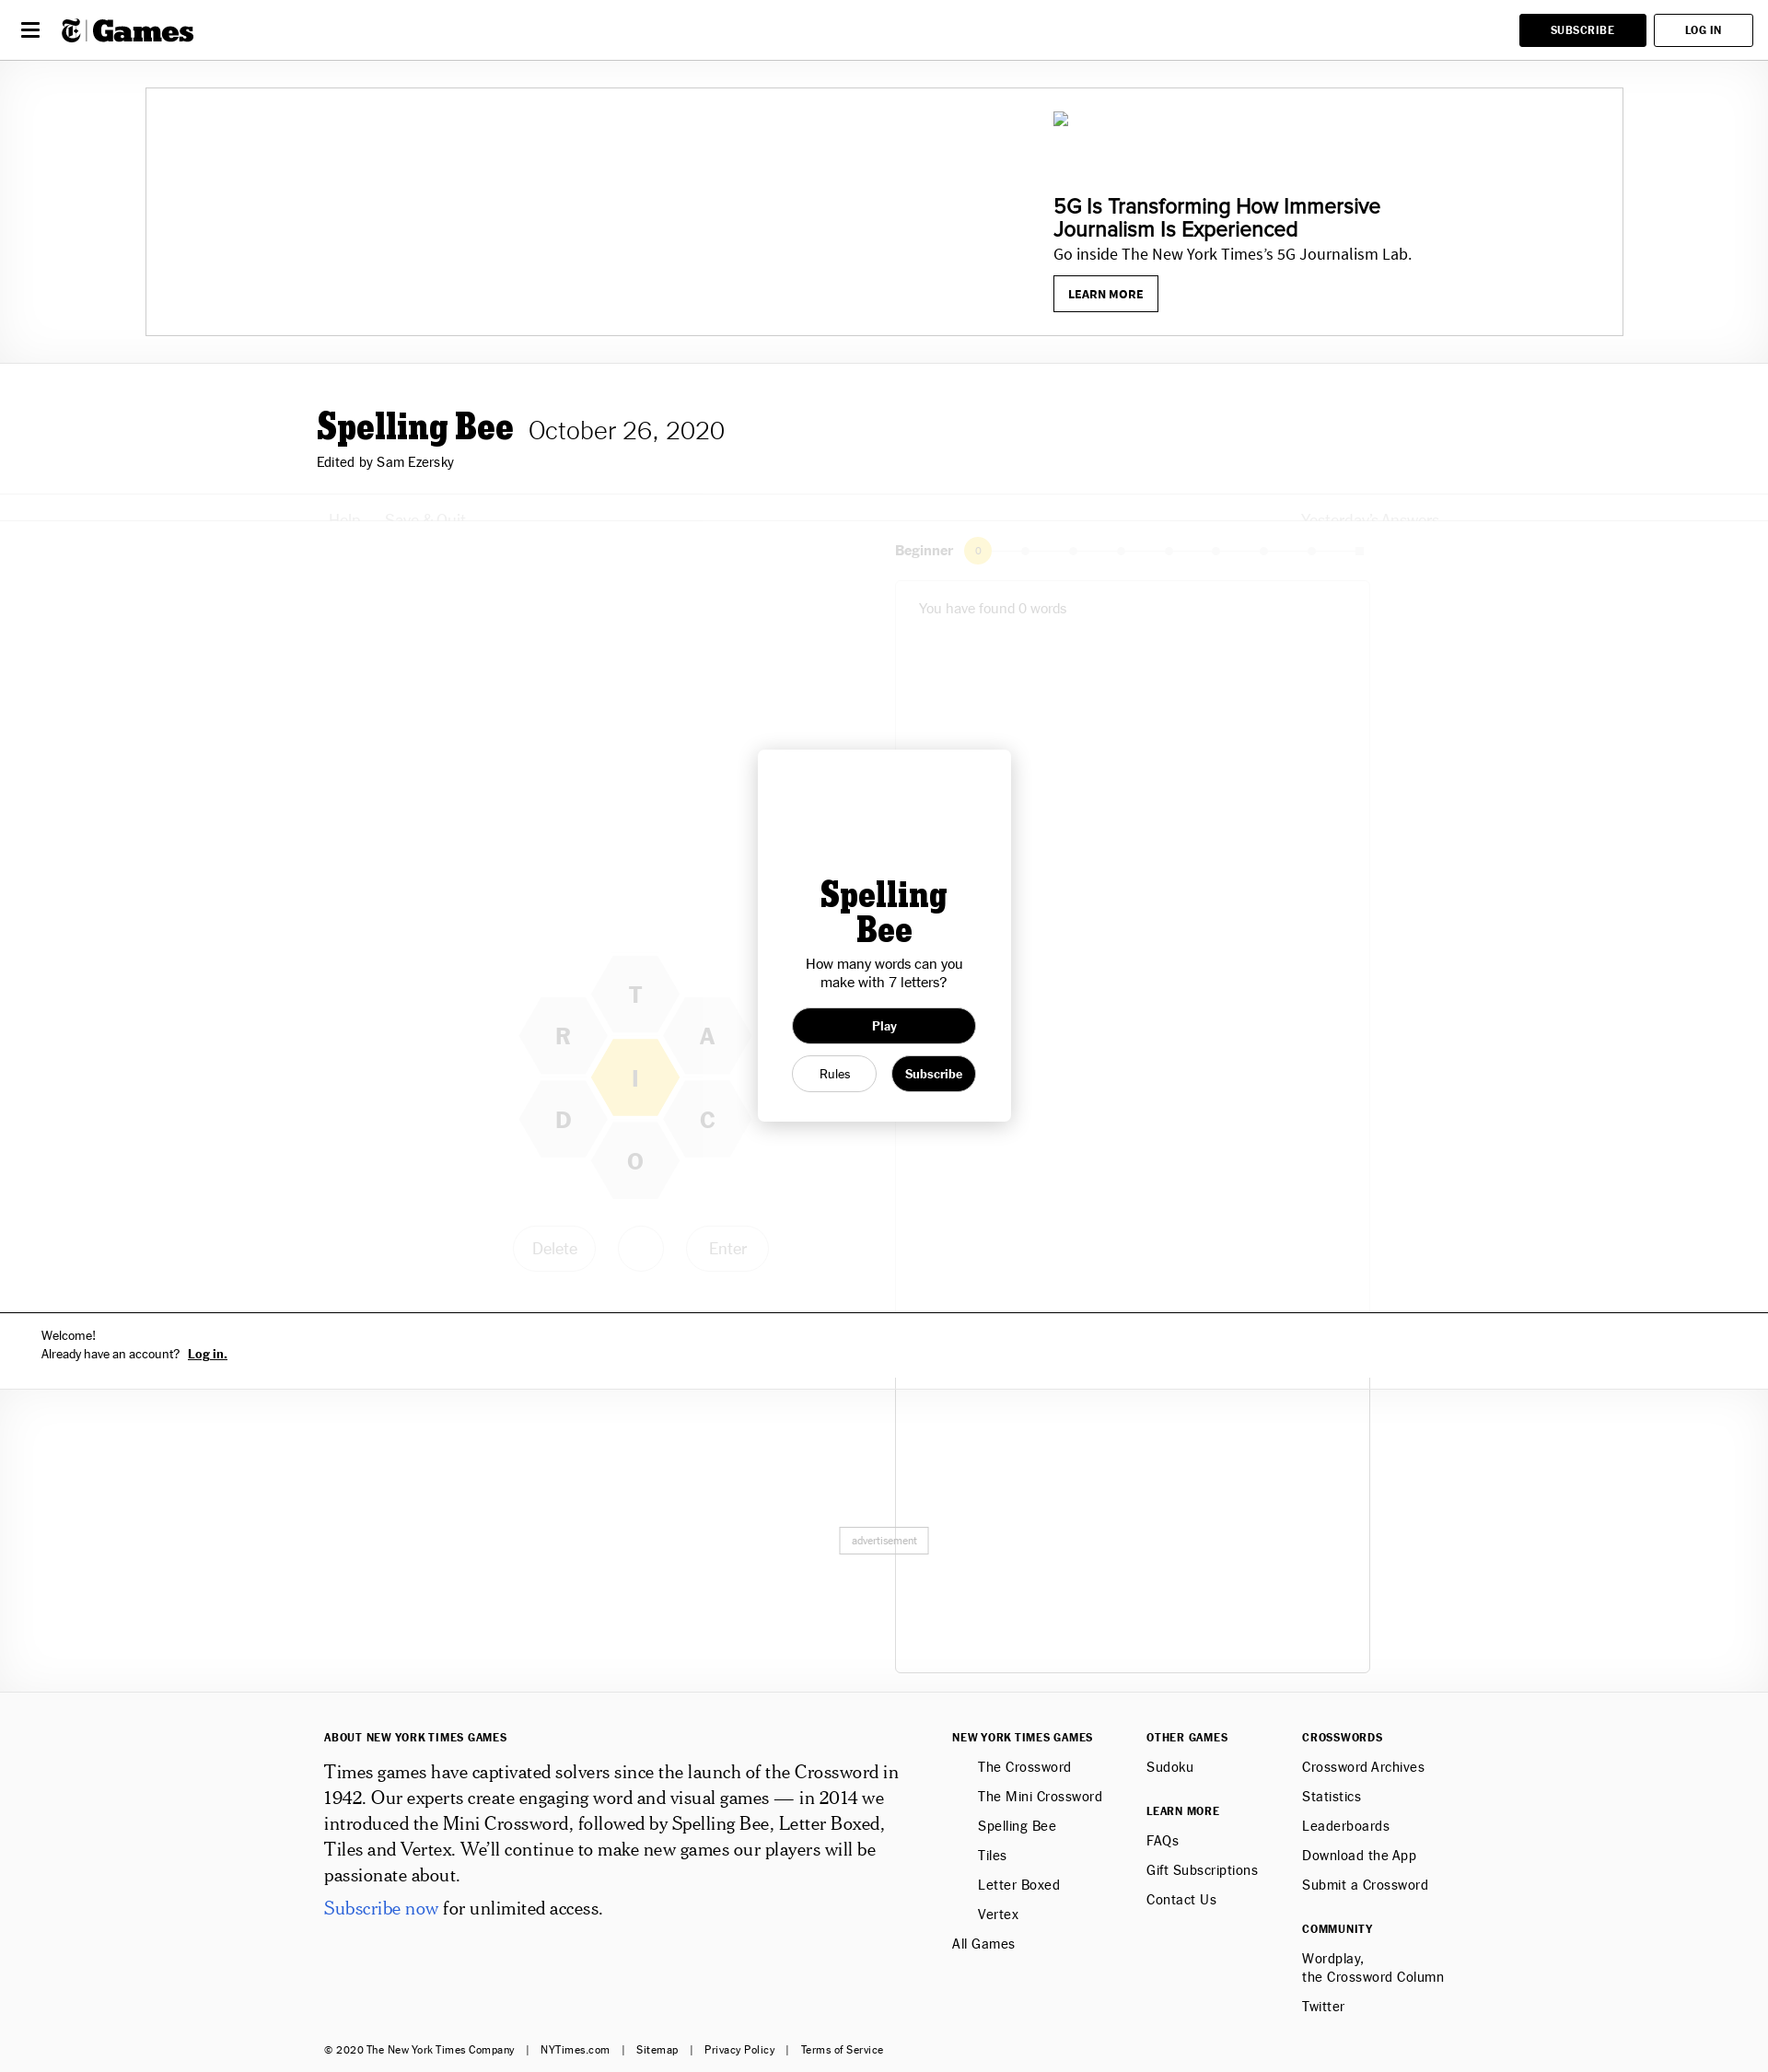 T | Games
SUBSCRIBE
LOG IN
5G Is Transforming How Immersive
Journalism Is Experienced
Go inside The New York Times’s 5G Journalism Lab.
LEARN MORE
Spelling Bee October 26, 2020
Edited by Sam Ezersky
Help Save & Quit Yesterday's Answers
Beginner 0
You have found 0 words
Spelling
Bee
How many words can you
make with 7 letters?
Play
Rules
Subscribe
T
R
A
I
D
C
O
Delete
Enter
Welcome!
Already have an account? Log in.
advertisement
ABOUT NEW YORK TIMES GAMES
Times games have captivated solvers since the launch of the Crossword in
1942. Our experts create engaging word and visual games — in 2014 we
introduced the Mini Crossword, followed by Spelling Bee, Letter Boxed,
Tiles and Vertex. We’ll continue to make new games our players will be
passionate about.
Subscribe now for unlimited access.
NEW YORK TIMES GAMES
The Crossword
The Mini Crossword
Spelling Bee
Tiles
Letter Boxed
Vertex
All Games
OTHER GAMES
Sudoku
LEARN MORE
FAQs
Gift Subscriptions
Contact Us
CROSSWORDS
Crossword Archives
Statistics
Leaderboards
Download the App
Submit a Crossword
COMMUNITY
Wordplay,
the Crossword Column
Twitter
© 2020 The New York Times Company | NYTimes.com | Sitemap | Privacy Policy | Terms of Service